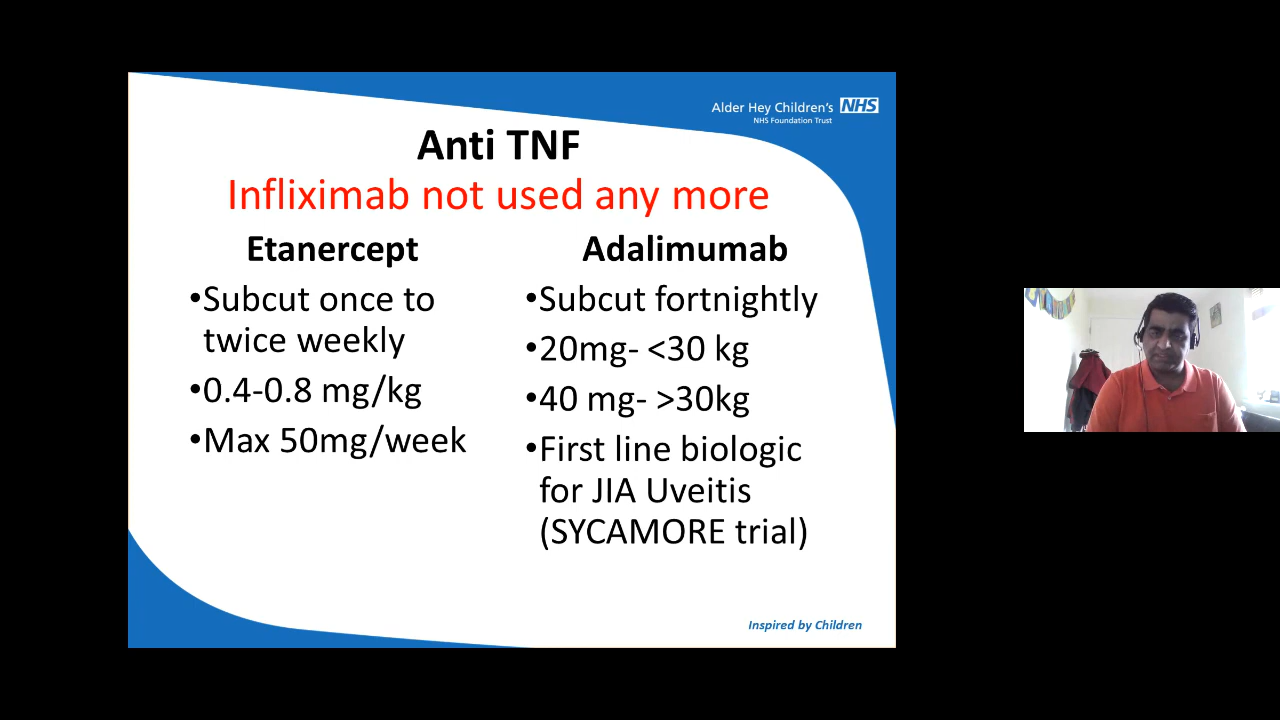 Alder Hey Children's NHS
NHS Foundation Trust
Anti TNF
Infliximab not used any more
Etanercept
•Subcut once to
twice weekly
•0.4-0.8 mg/kg
•Max 50mg/week
Adalimumab
•Subcut fortnightly
•20mg- <30 kg
•40 mg- >30kg
•First line biologic
for JIA Uveitis
(SYCAMORE trial)
Inspired by Children